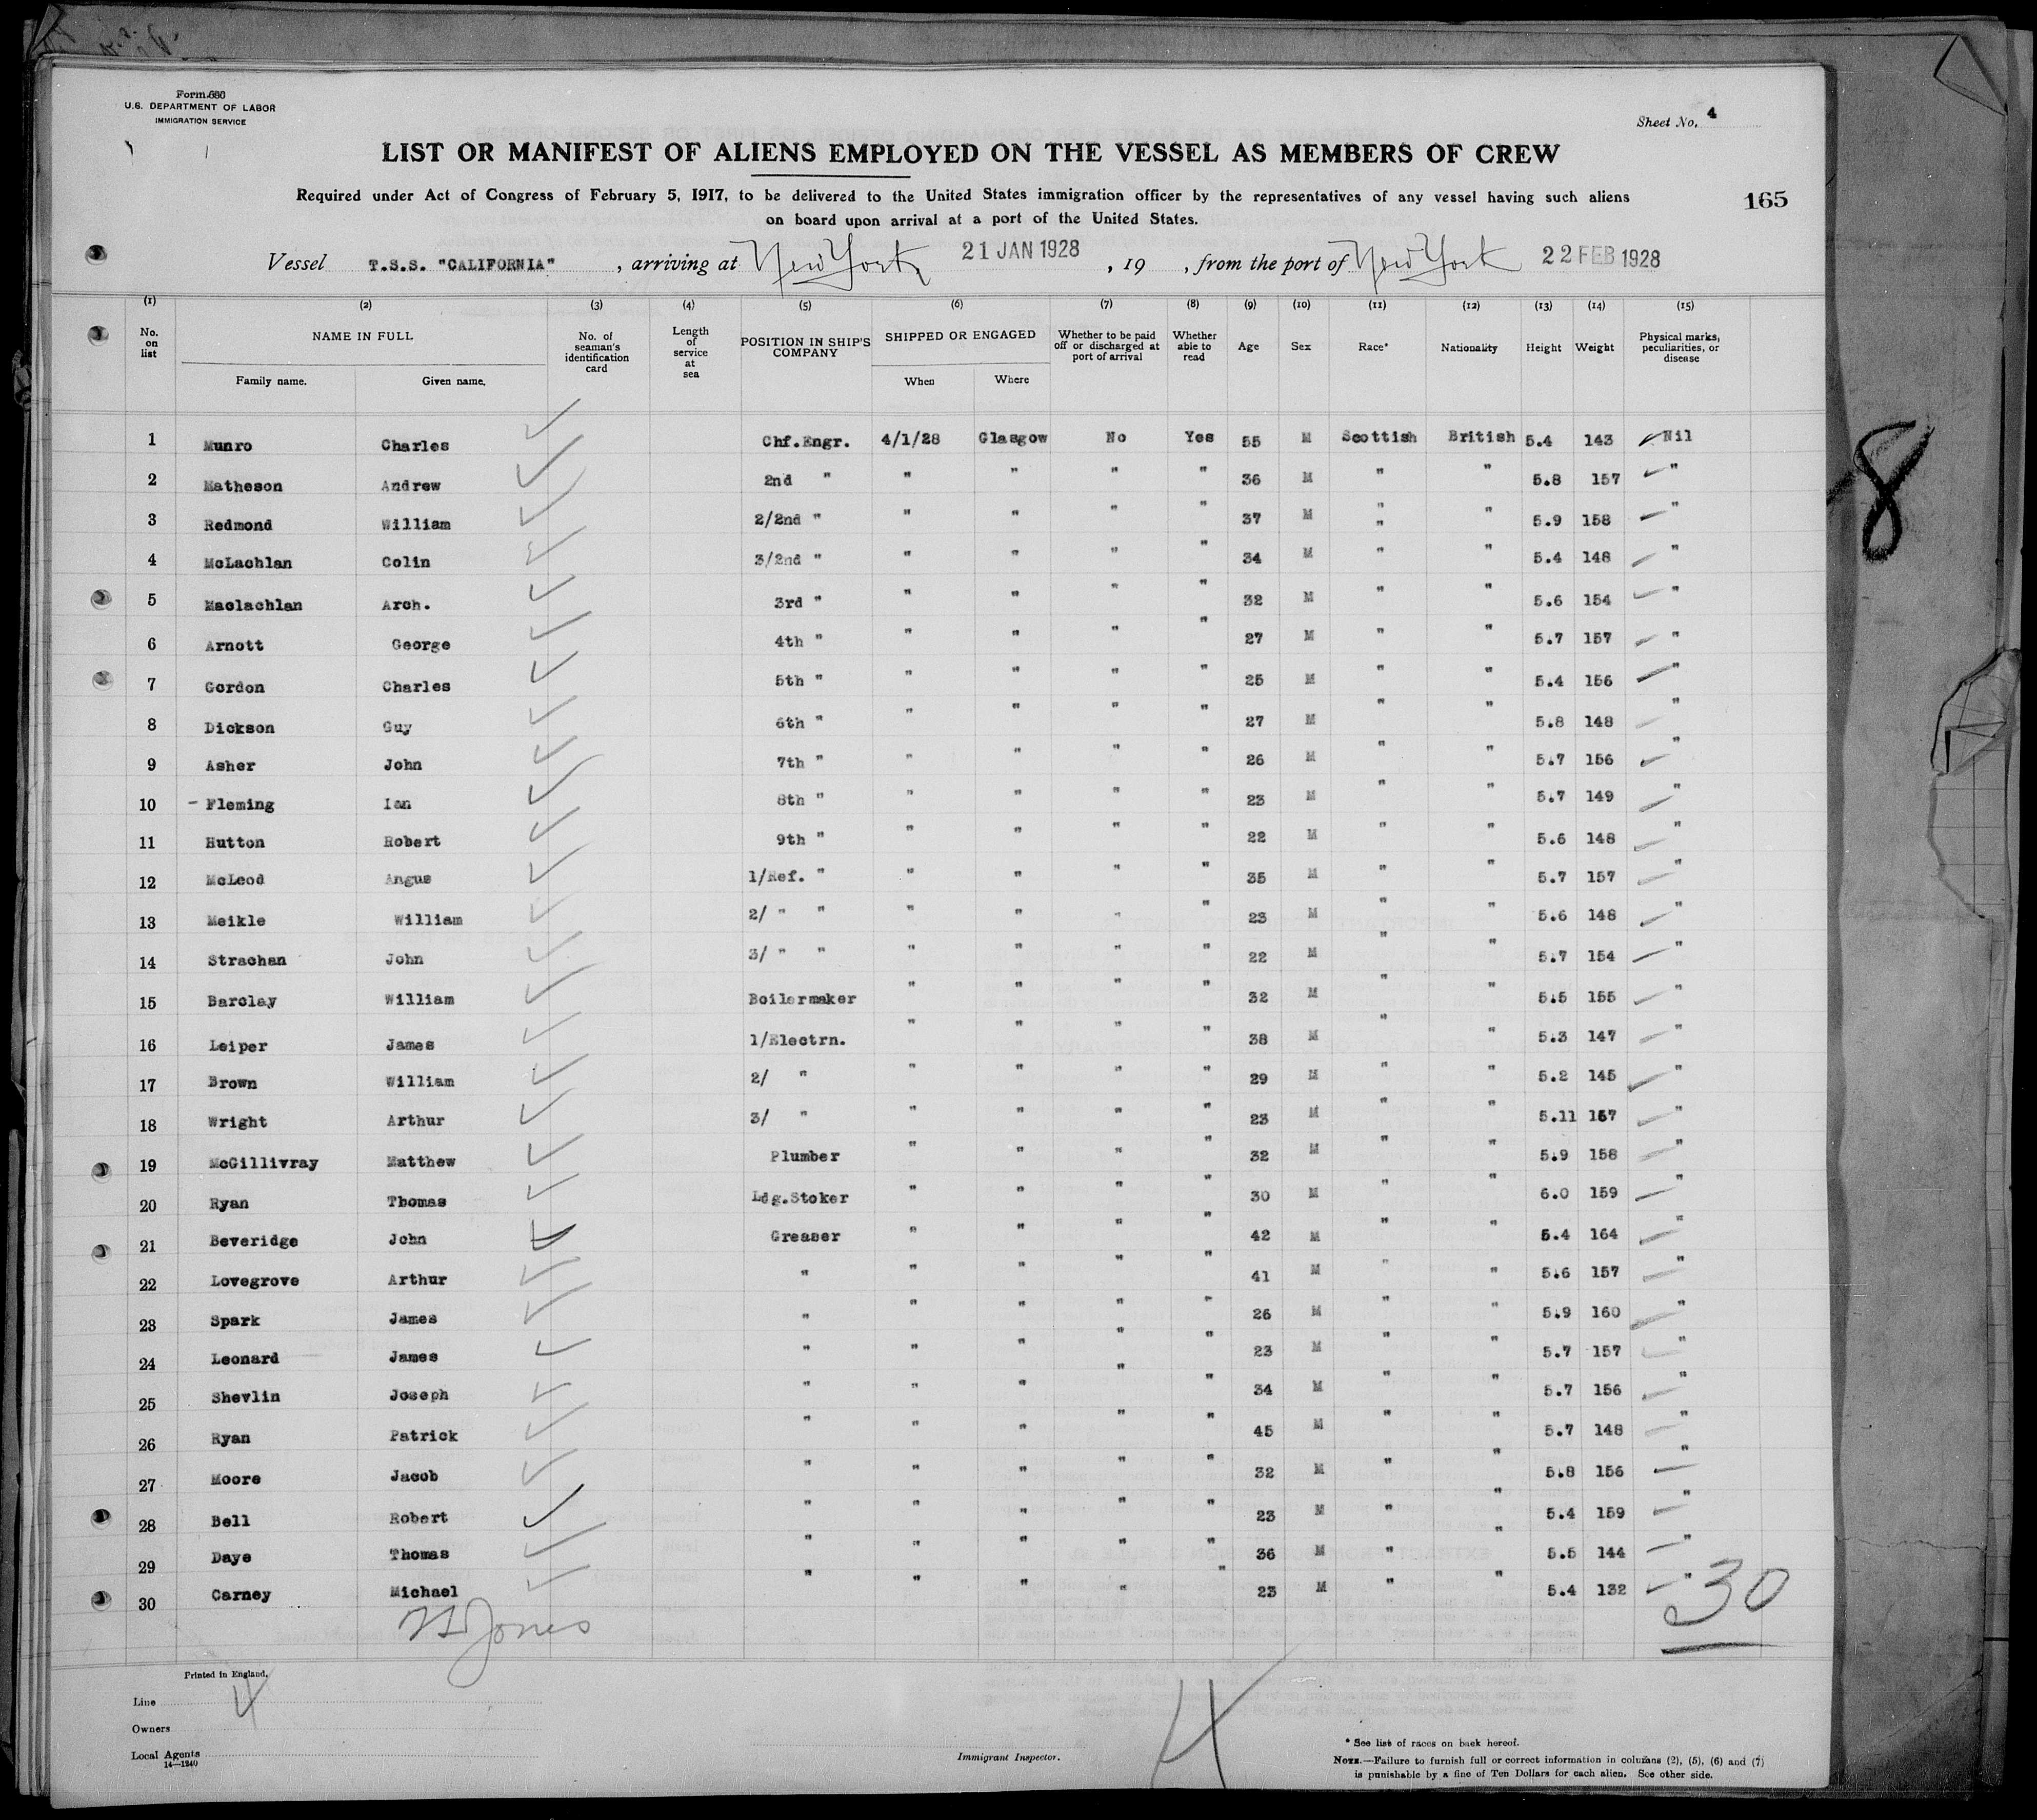 Form 686
U.S. DEPARTMENT OF LABOR
IMMIGRATION SERVICE
Sheet No. 4
LIST OR MANIFEST OF ALIENS EMPLOYED ON THE VESSEL AS MEMBERS OF CREW
Required under Act of Congress of February 5, 1917, to be delivered to the United States immigration officer by the representatives of any vessel having such aliens
on board upon arrival at a port of the United States.
165
Vessel T.S.S. "CALIFORNIA", arriving at New York 21 JAN 1928, 19 , from the port of New York 22 FEB 1928
(1) (2) (3) (4) (5) (6) (7) (8) (9) (10) (11) (12) (13) (14) (15)
No. on list NAME IN FULL Family name. Given name. No. of seaman's identification card Length of service at sea POSITION IN SHIP'S COMPANY SHIPPED OR ENGAGED When Where Whether to be paid off or discharged at port of arrival Whether able to read Age Sex Race* Nationality Height Weight Physical marks, peculiarities, or disease
1 Munro Charles Chf.Engr. 4/1/28 Glasgow No Yes 55 M Scottish British 5.4 143 Nil
2 Matheson Andrew 2nd " " " " " 36 M " " 5.8 157 "
3 Redmond William 2/2nd " " " " " 37 M " " 5.9 158 "
4 McLachlan Colin 3/2nd " " " " " 34 M " " 5.4 148 "
5 Maclachlan Arch. 3rd " " " " " 32 M " " 5.6 154 "
6 Arnott George 4th " " " " " 27 M " " 5.7 157 "
7 Gordon Charles 5th " " " " " 25 M " " 5.4 156 "
8 Dickson Guy 6th " " " " " 27 M " " 5.8 148 "
9 Asher John 7th " " " " " 26 M " " 5.7 156 "
10 - Fleming Ian 8th " " " " " 23 M " " 5.7 149 "
11 Hutton Robert 9th " " " " " 22 M " " 5.6 148 "
12 McLeod Angus 1/Ref. " " " " " 35 M " " 5.7 157 "
13 Meikle William 2/ " " " " " " 23 M " " 5.6 148 "
14 Strachan John 3/ " " " " " " 22 M " " 5.7 154 "
15 Barclay William Boilermaker " " " " 32 M " " 5.5 155 "
16 Leiper James 1/Electrn. " " " " 38 M " " 5.3 147 "
17 Brown William 2/ " " " " " 29 M " " 5.2 145 "
18 Wright Arthur 3/ " " " " " 23 M " " 5.11 157 "
19 McGillivray Matthew Plumber " " " " 32 M " " 5.9 158 "
20 Ryan Thomas Ldg.Stoker " " " " 30 M " " 6.0 159 "
21 Beveridge John Greaser " " " " 42 M " " 5.4 164 "
22 Lovegrove Arthur " " " " " 41 M " " 5.6 157 "
23 Spark James " " " " " 26 M " " 5.9 160 "
24 Leonard James " " " " " 23 M " " 5.7 157 "
25 Shevlin Joseph " " " " " 34 M " " 5.7 156 "
26 Ryan Patrick " " " " " 45 M " " 5.7 148 "
27 Moore Jacob " " " " " 32 M " " 5.8 156 "
28 Bell Robert " " " " " 23 M " " 5.4 159 "
29 Daye Thomas " " " " " 36 M " " 5.5 144 "
30 Carney Michael " " " " " 23 M " " 5.4 132 "
Jones
30
8
Printed in England.
4
Line
Owners
Local Agents
14—1240
Immigrant Inspector.
4
* See list of races on back hereof.
NOTE.—Failure to furnish full or correct information in columns (2), (5), (6) and (7)
is punishable by a fine of Ten Dollars for each alien. See other side.